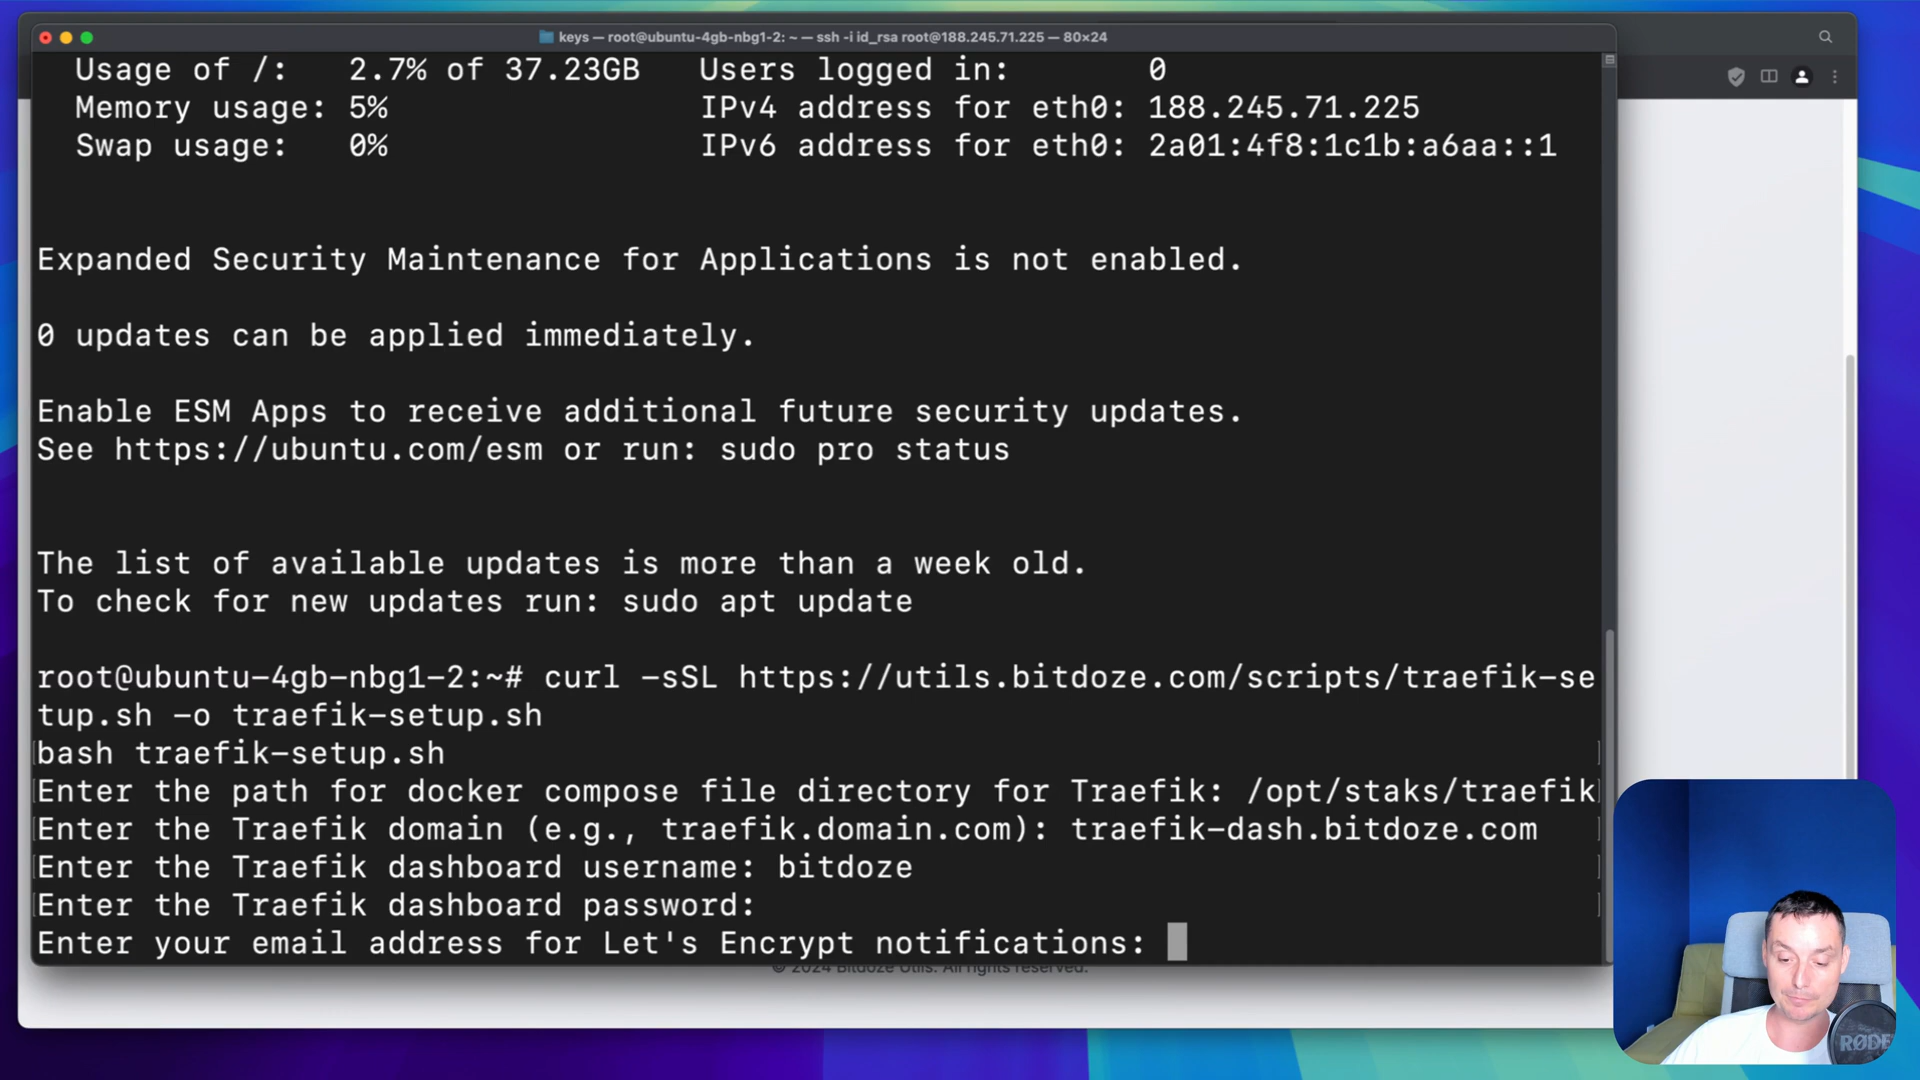 keys — root@ubuntu-4gb-nbg1-2: ~ — ssh -i id_rsa root@188.245.71.225 — 80×24
Usage of /:   2.7% of 37.23GB   Users logged in:       0
Memory usage: 5%                IPv4 address for eth0: 188.245.71.225
Swap usage:   0%                IPv6 address for eth0: 2a01:4f8:1c1b:a6aa::1
Expanded Security Maintenance for Applications is not enabled.
0 updates can be applied immediately.
Enable ESM Apps to receive additional future security updates.
See https://ubuntu.com/esm or run: sudo pro status
The list of available updates is more than a week old.
To check for new updates run: sudo apt update
root@ubuntu-4gb-nbg1-2:~# curl -sSL https://utils.bitdoze.com/scripts/traefik-se
tup.sh -o traefik-setup.sh
bash traefik-setup.sh
Enter the path for docker compose file directory for Traefik: /opt/staks/traefik
Enter the Traefik domain (e.g., traefik.domain.com): traefik-dash.bitdoze.com
Enter the Traefik dashboard username: bitdoze
Enter the Traefik dashboard password:
Enter your email address for Let's Encrypt notifications:
© 2024 Bitdoze Utils. All rights reserved.
RØDE